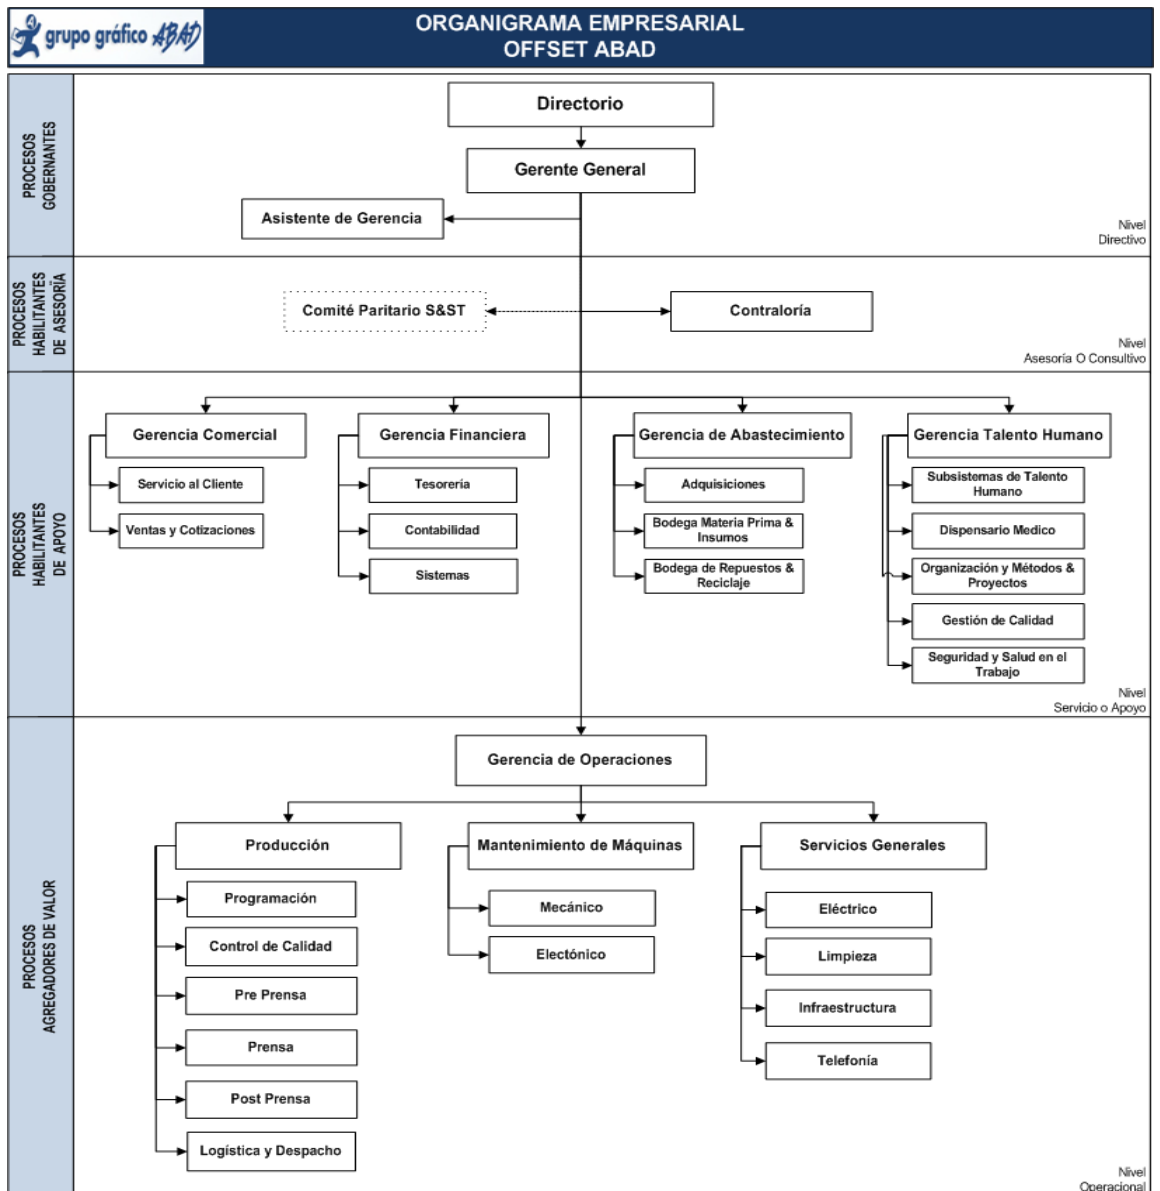 grupo gráfico ABAD
ORGANIGRAMA EMPRESARIAL
OFFSET ABAD
PROCESOS
GOBERNANTES
Directorio
Gerente General
Asistente de Gerencia
Nivel
Directivo
PROCESOS
HABILITANTES
DE ASESORÍA
Comité Paritario S&ST
Contraloría
Nivel
Asesoría O Consultivo
PROCESOS
HABILITANTES
DE APOYO
Gerencia Comercial
Servicio al Cliente
Ventas y Cotizaciones
Gerencia Financiera
Tesorería
Contabilidad
Sistemas
Gerencia de Abastecimiento
Adquisiciones
Bodega Materia Prima &
Insumos
Bodega de Repuestos &
Reciclaje
Gerencia Talento Humano
Subsistemas de Talento
Humano
Dispensario Medico
Organización y Métodos &
Proyectos
Gestión de Calidad
Seguridad y Salud en el
Trabajo
Nivel
Servicio o Apoyo
PROCESOS
AGREGADORES DE VALOR
Gerencia de Operaciones
Producción
Programación
Control de Calidad
Pre Prensa
Prensa
Post Prensa
Logística y Despacho
Mantenimiento de Máquinas
Mecánico
Electónico
Servicios Generales
Eléctrico
Limpieza
Infraestructura
Telefonía
Nivel
Operacional